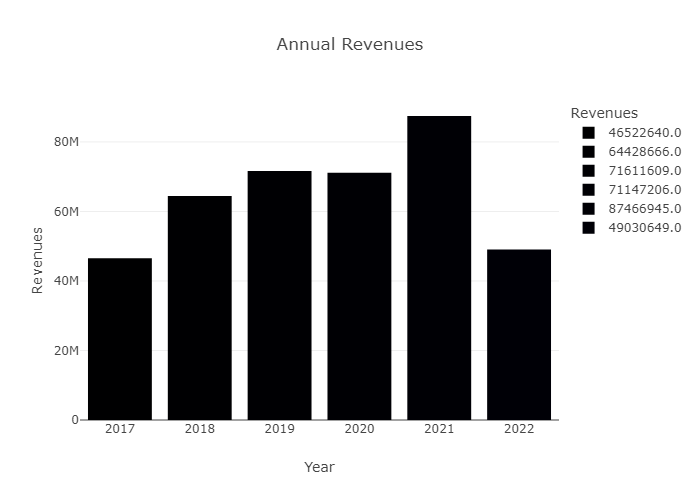 Annual Revenues
Revenues
46522640.0
64428666.0
71611609.0
71147206.0
87466945.0
49030649.0
80M
60M
40M
20M
0
Revenues
2017 2018 2019 2020 2021 2022
Year